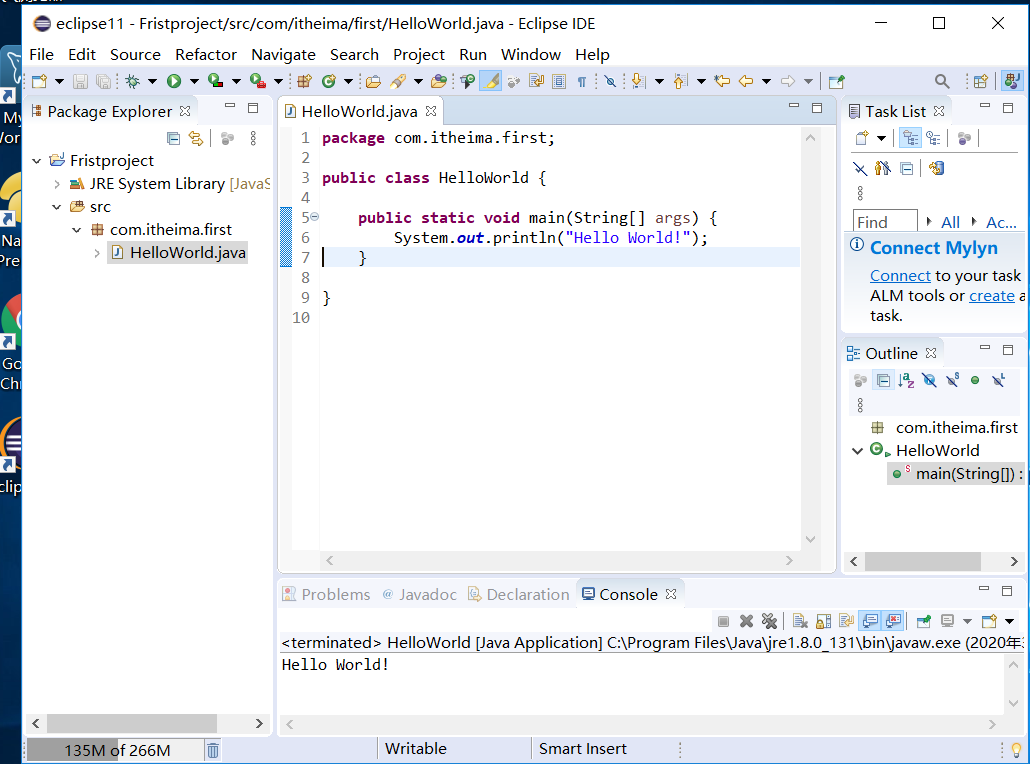 eclipse11 - Fristproject/src/com/itheima/first/HelloWorld.java - Eclipse IDE
File Edit Source Refactor Navigate Search Project Run Window Help
Package Explorer
Fristproject
JRE System Library [JavaS
src
com.itheima.first
HelloWorld.java
HelloWorld.java
1 package com.itheima.first;
2
3 public class HelloWorld {
4
5 public static void main(String[] args) {
6 System.out.println("Hello World!");
7 }
8
9 }
10
Task List
Find All Ac...
Connect Mylyn
Connect to your task
ALM tools or create a
task.
Outline
com.itheima.first
HelloWorld
main(String[]) :
Problems @ Javadoc Declaration Console
<terminated> HelloWorld [Java Application] C:\Program Files\Java\jre1.8.0_131\bin\javaw.exe (2020年
Hello World!
135M of 266M Writable Smart Insert
Go
Chr